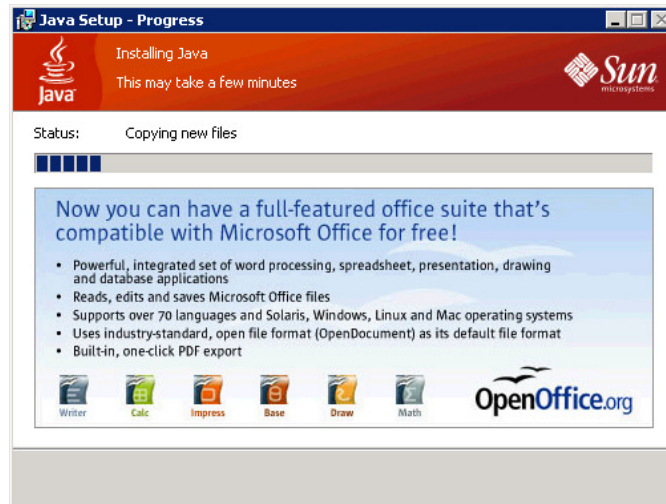 Java Setup - Progress
Installing Java
This may take a few minutes
Java
Sun
microsystems
Status: Copying new files
Now you can have a full-featured office suite that's
compatible with Microsoft Office for free!
• Powerful, integrated set of word processing, spreadsheet, presentation, drawing
and database applications
• Reads, edits and saves Microsoft Office files
• Supports over 70 languages and Solaris, Windows, Linux and Mac operating systems
• Uses industry-standard, open file format (OpenDocument) as its default file format
• Built-in, one-click PDF export
Writer Calc Impress Base Draw Math
OpenOffice.org